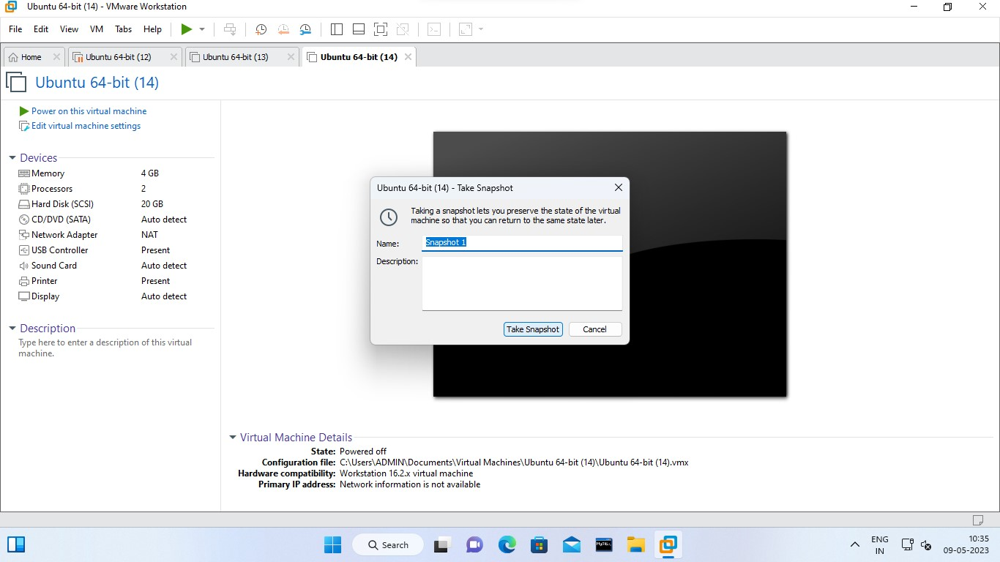 Ubuntu 64-bit (14) - VMware Workstation
File Edit View VM Tabs Help
Home Ubuntu 64-bit (12) Ubuntu 64-bit (13) Ubuntu 64-bit (14)
Ubuntu 64-bit (14)
Power on this virtual machine
Edit virtual machine settings
Devices
Memory 4 GB
Processors 2
Hard Disk (SCSI) 20 GB
CD/DVD (SATA) Auto detect
Network Adapter NAT
USB Controller Present
Sound Card Auto detect
Printer Present
Display Auto detect
Description
Type here to enter a description of this virtual
machine.
Ubuntu 64-bit (14) - Take Snapshot
Taking a snapshot lets you preserve the state of the virtual
machine so that you can return to the same state later.
Name: Snapshot 1
Description:
Take Snapshot Cancel
Virtual Machine Details
State: Powered off
Configuration file: C:\Users\ADMIN\Documents\Virtual Machines\Ubuntu 64-bit (14)\Ubuntu 64-bit (14).vmx
Hardware compatibility: Workstation 16.2.x virtual machine
Primary IP address: Network information is not available
Search
MySQL
ENG
IN
10:35
09-05-2023